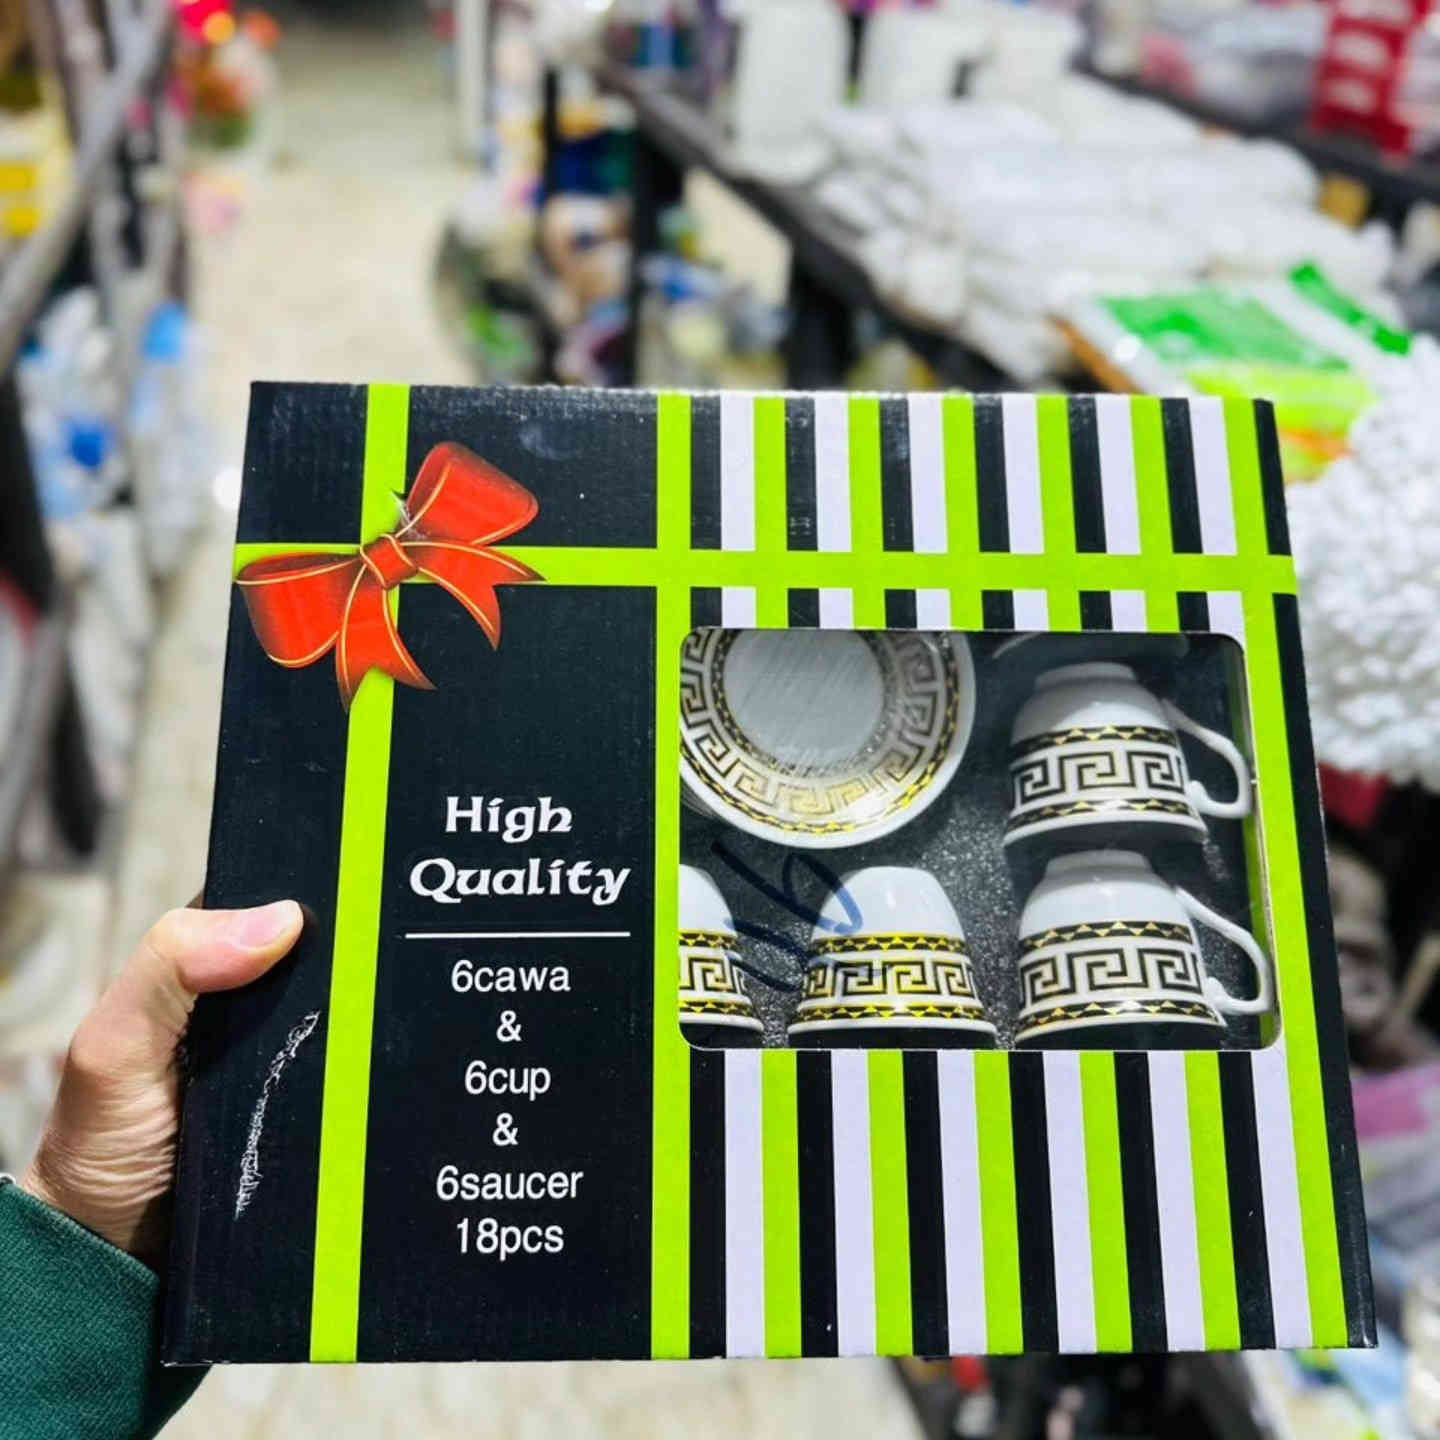 High
Quality
6cawa
&
6cup
&
6saucer
18pcs